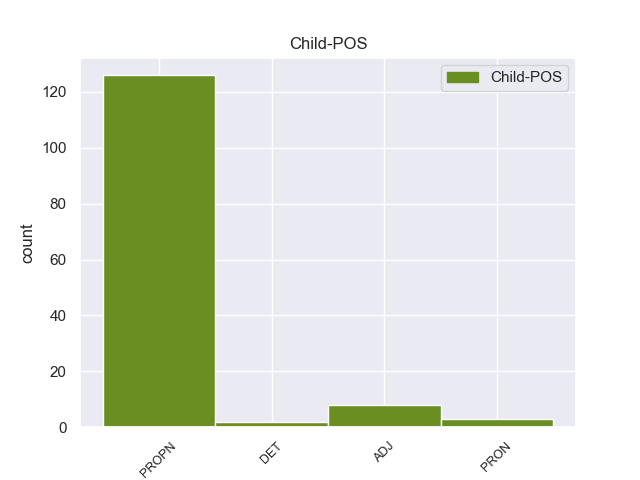 Child-POS
Child-POS
count
120
100
80
60
40
20
0
PROPN
DET
ADJ
PRON